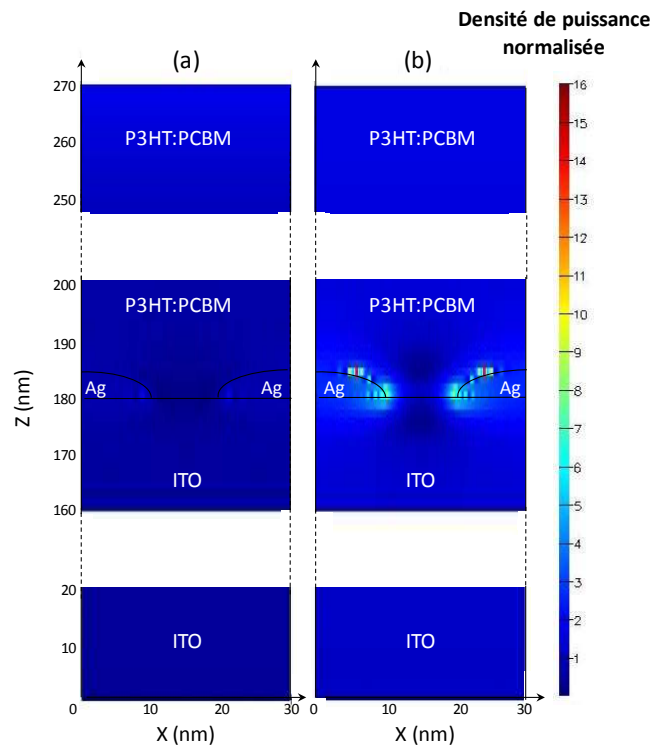 Densité de puissance
normalisée
(a)
(b)
270
260
250
200
190
180
170
160
20
10
0
P3HT:PCBM
P3HT:PCBM
P3HT:PCBM
P3HT:PCBM
Ag
Ag
Ag
Ag
ITO
ITO
ITO
ITO
Z (nm)
10
20
30
0
10
20
30
X (nm)
X (nm)
16
15
14
13
12
11
10
9
8
7
6
5
4
3
2
1